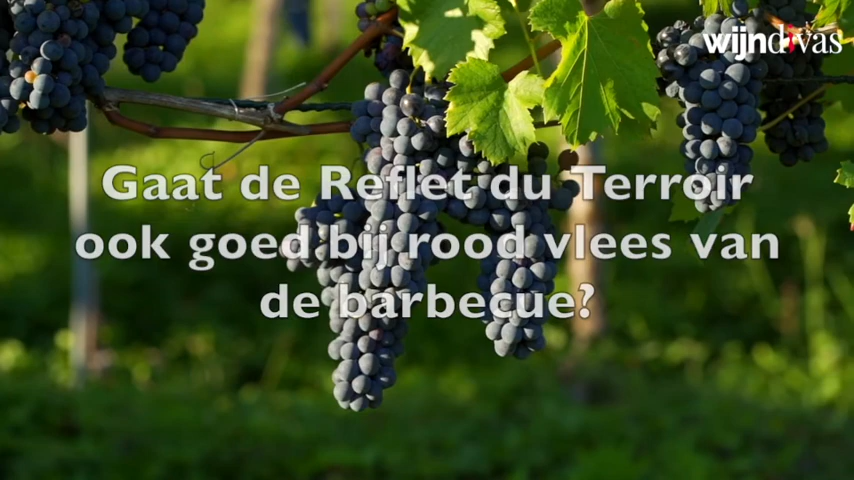 wijndivas
Gaat de Reflet du Terroir
ook goed bij rood vlees van
de barbecue?